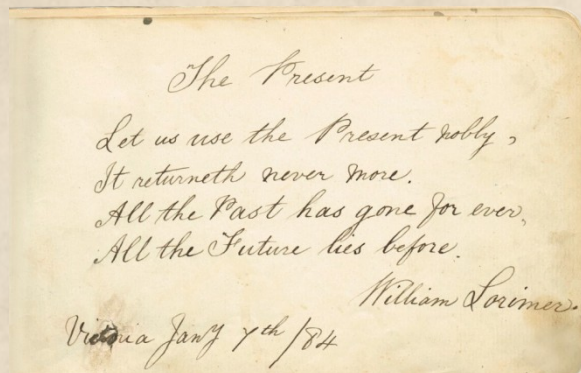 The Present
Let us use the Present nobly,
It returneth never more.
All the Past has gone for ever,
All the Future lies before.
William Lorimer.
Victoria Jany 7th/84